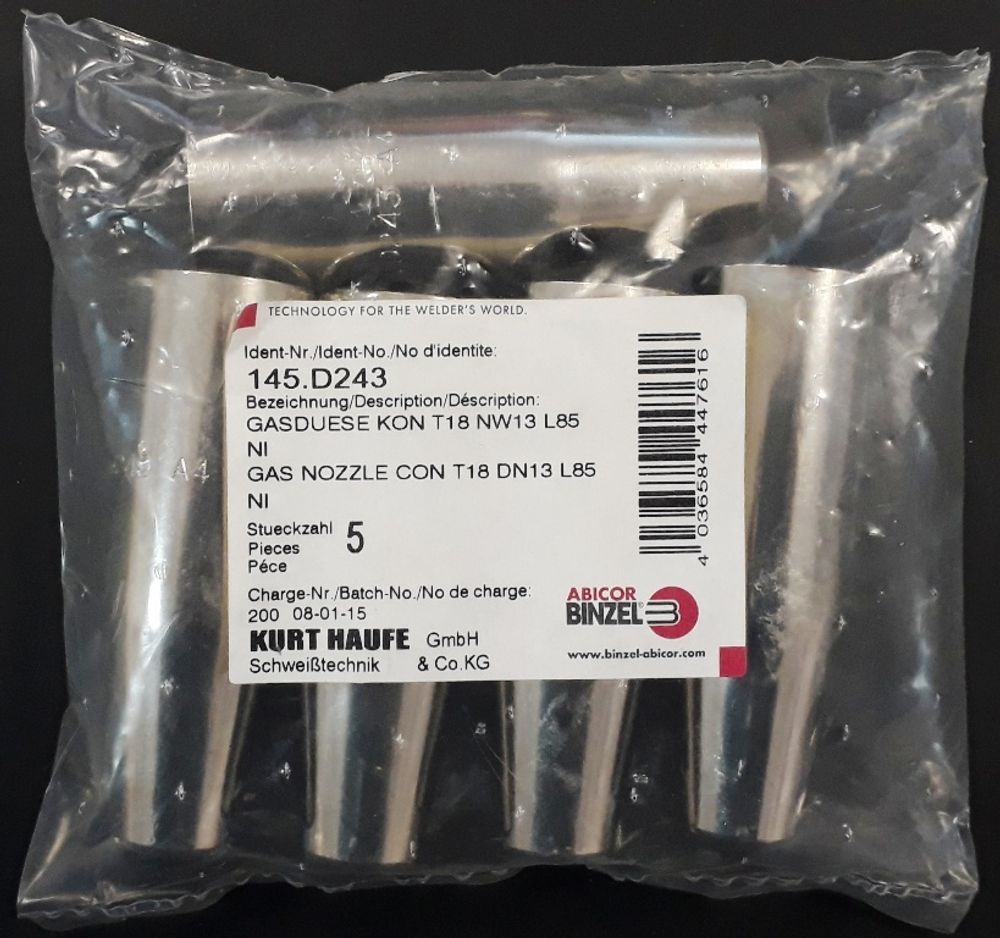 TECHNOLOGY FOR THE WELDER'S WORLD.
Ident-Nr./Ident-No./No d'identite:
145.D243
Bezeichnung/Description/Déscription:
GASDUESE KON T18 NW13 L85
NI
GAS NOZZLE CON T18 DN13 L85
NI
Stueckzahl
Pieces 5
Péce
Charge-Nr./Batch-No./No de charge:
200 08-01-15
KURT HAUFE GmbH
Schweißtechnik & Co.KG
4 036584 447616
ABICOR
BINZEL®
www.binzel-abicor.com
A4